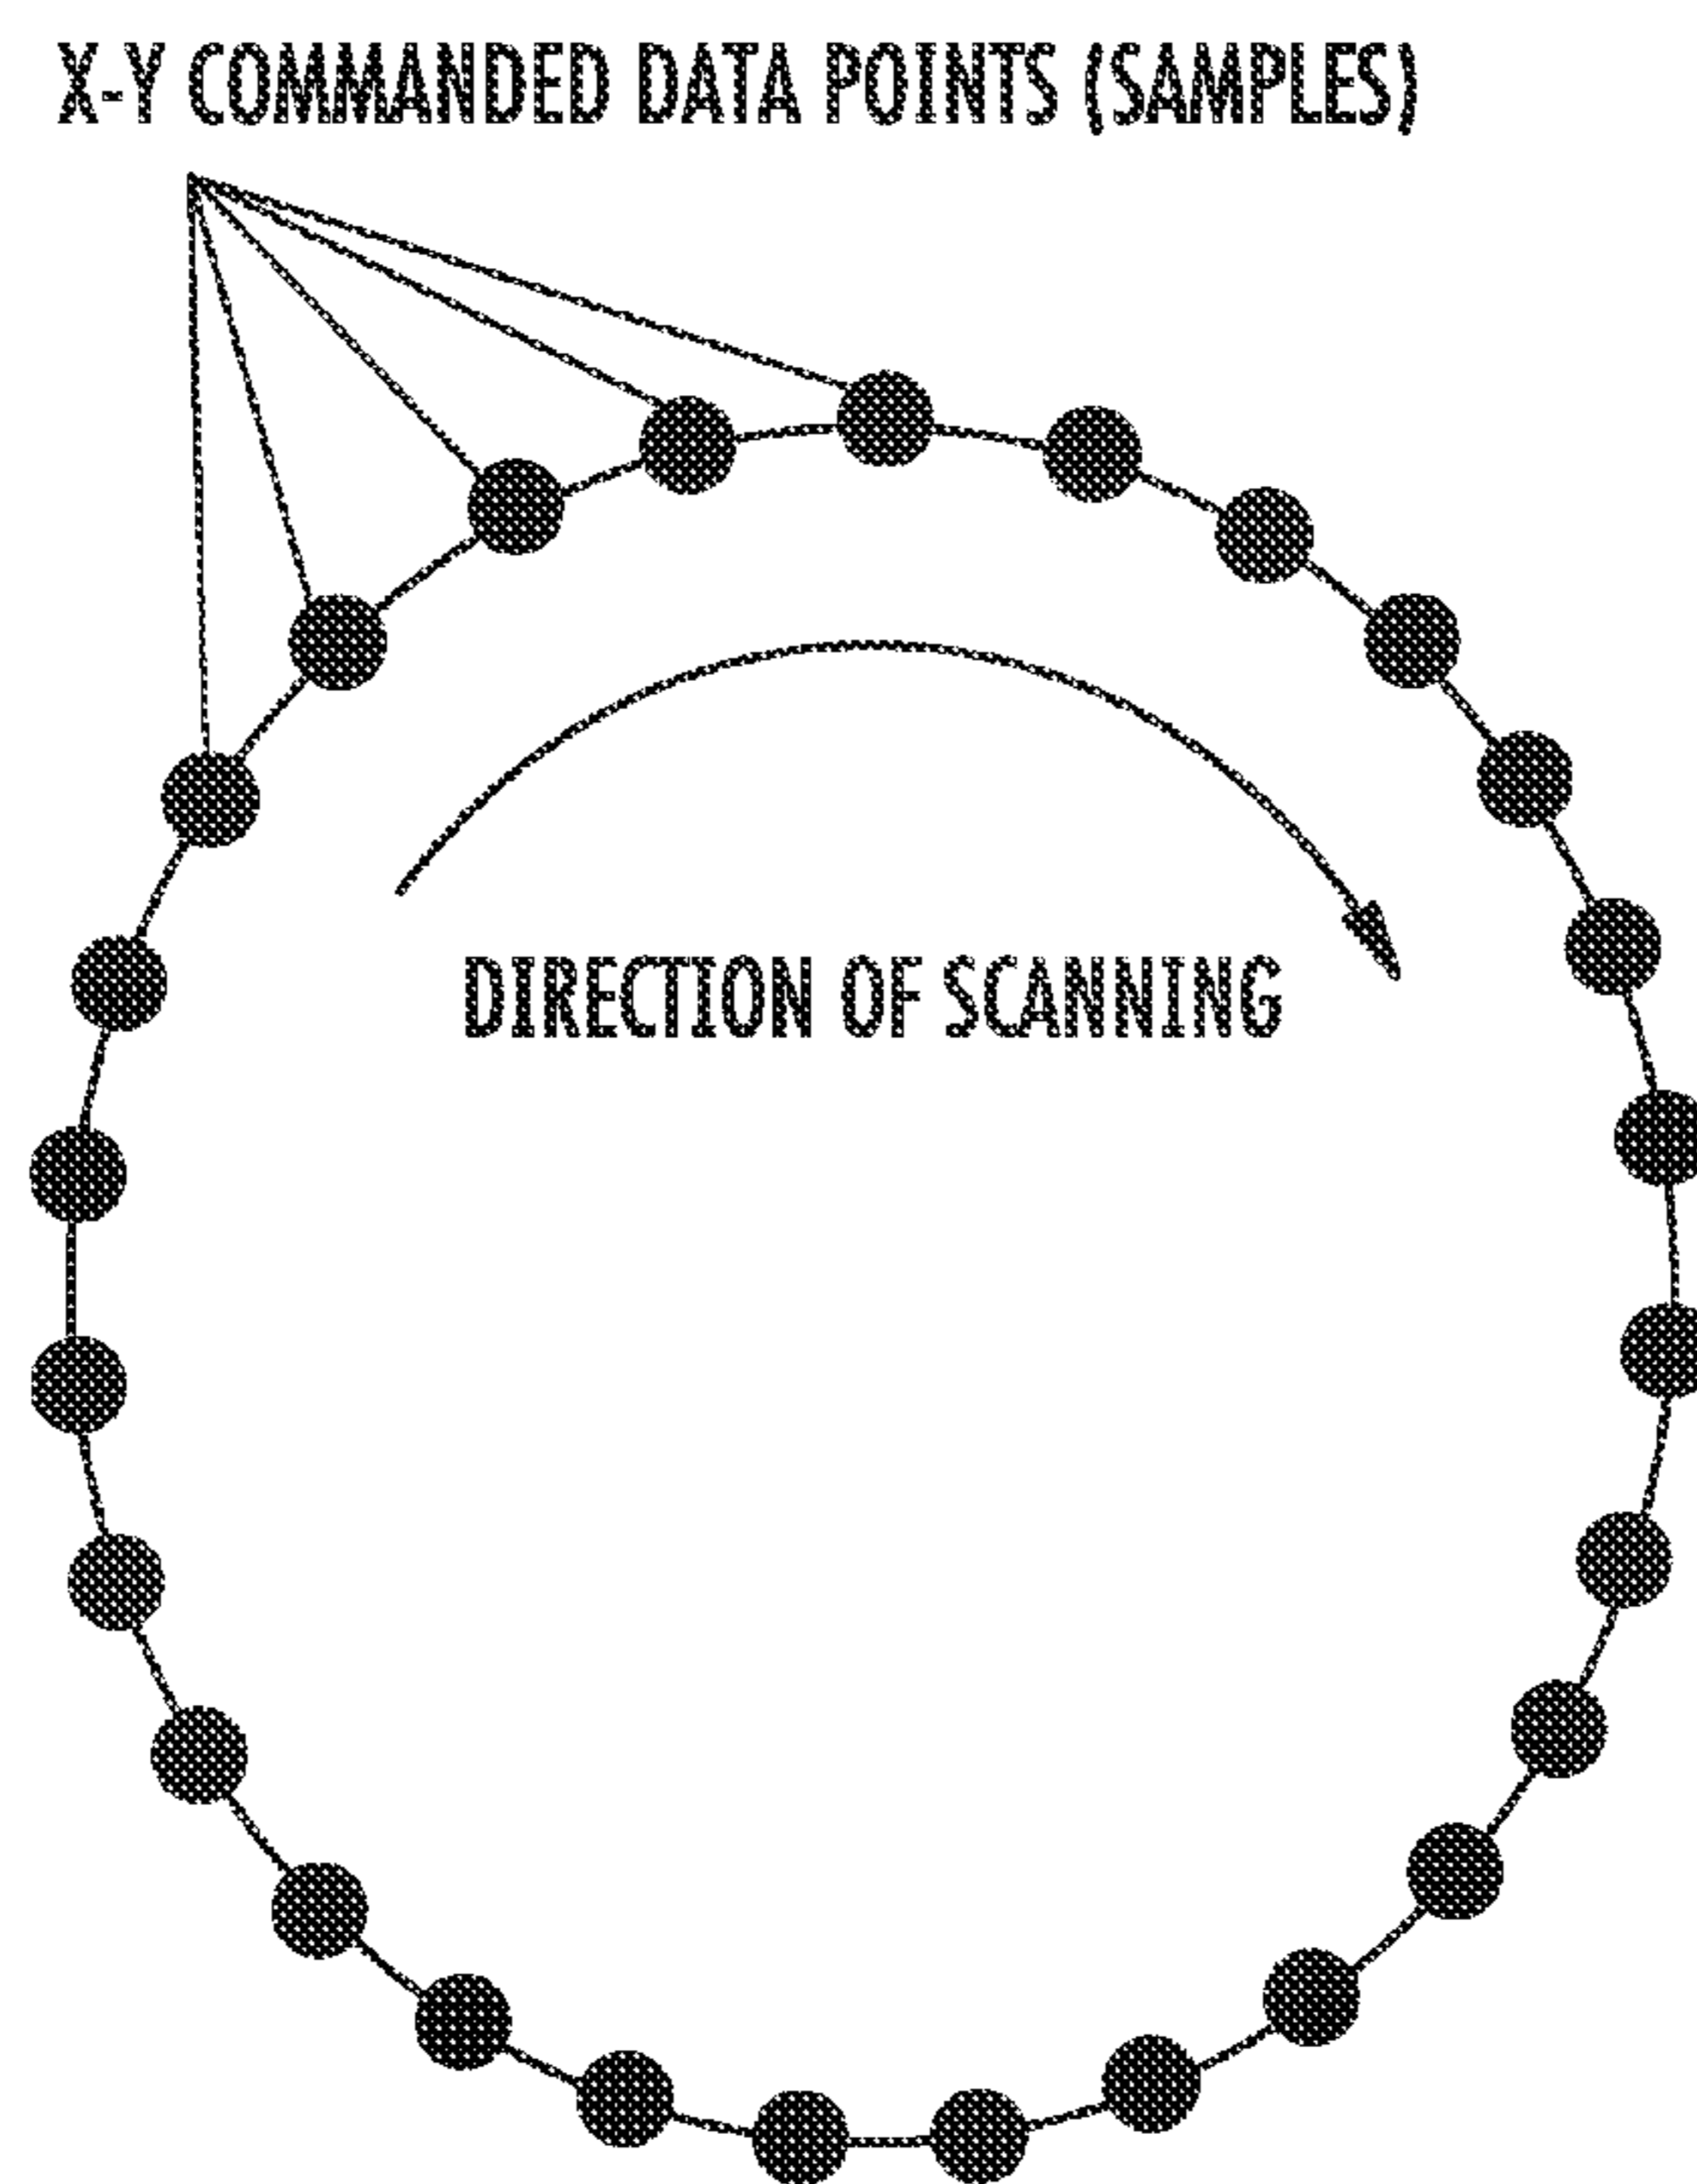 X-Y COMMANDED DATA POINTS (SAMPLES)
DIRECTION OF SCANNING